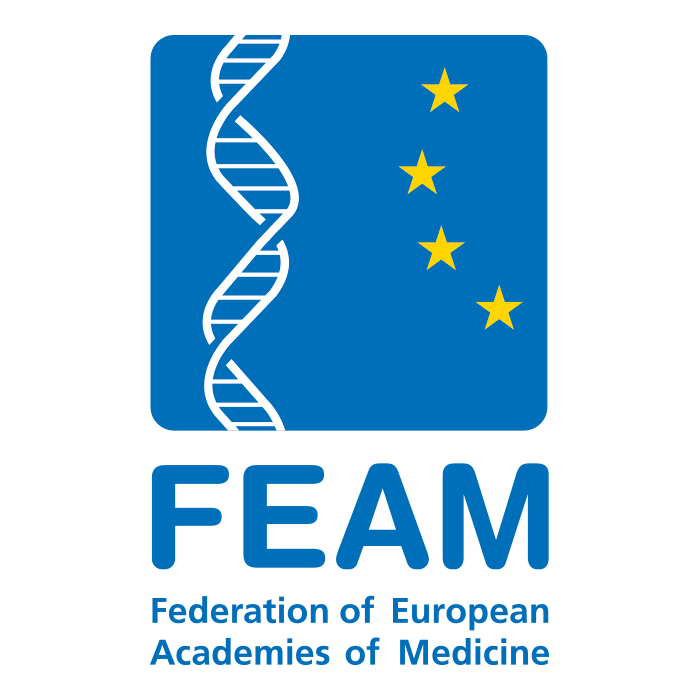 FEAM
Federation of European
Academies of Medicine